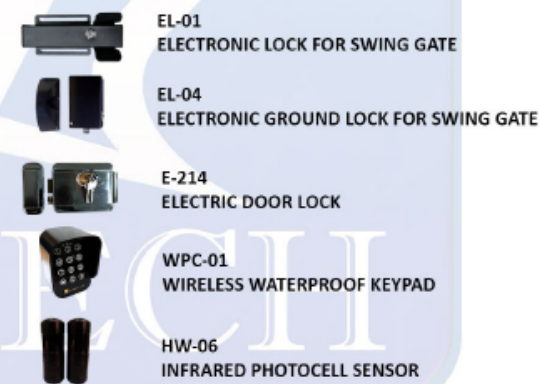 EL-01
ELECTRONIC LOCK FOR SWING GATE
EL-04
ELECTRONIC GROUND LOCK FOR SWING GATE
E-214
ELECTRIC DOOR LOCK
WPC-01
WIRELESS WATERPROOF KEYPAD
ECH
HW-06
INFRARED PHOTOCELL SENSOR